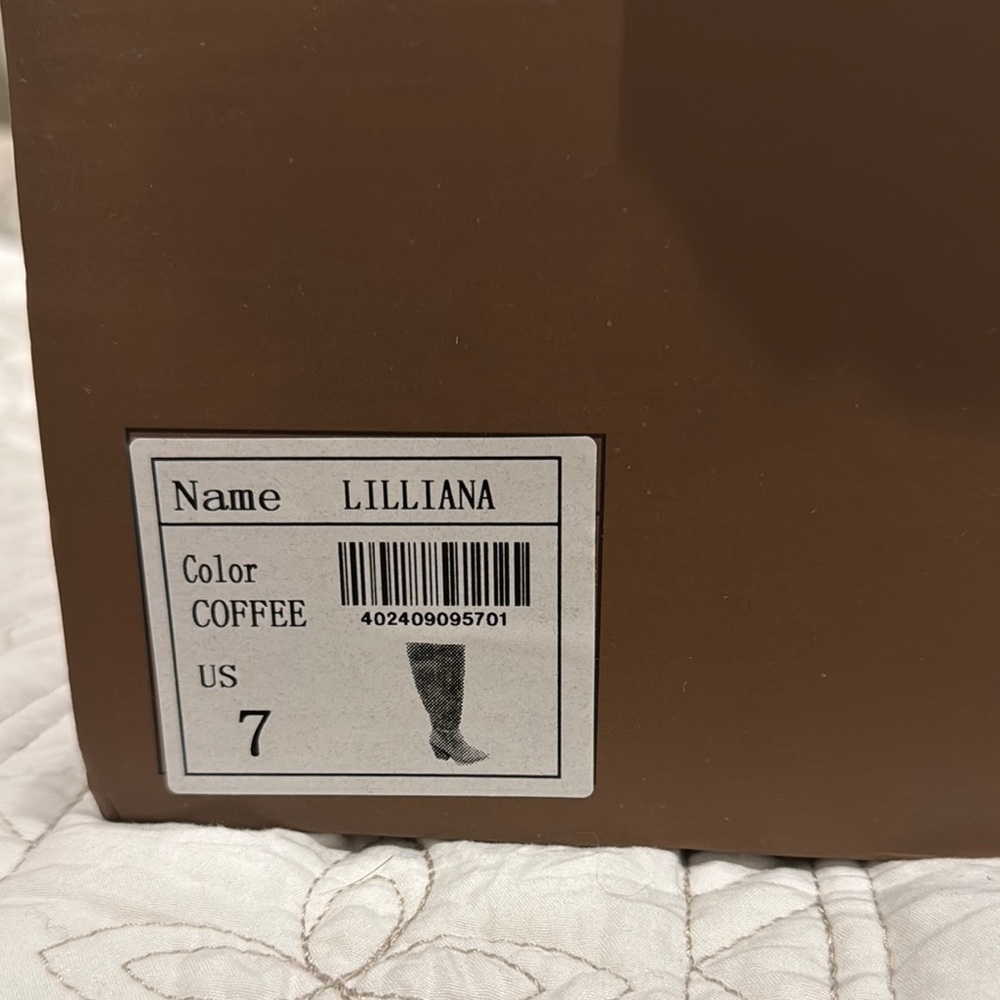 Name LILLIANA
Color
COFFEE
402409095701
US
7